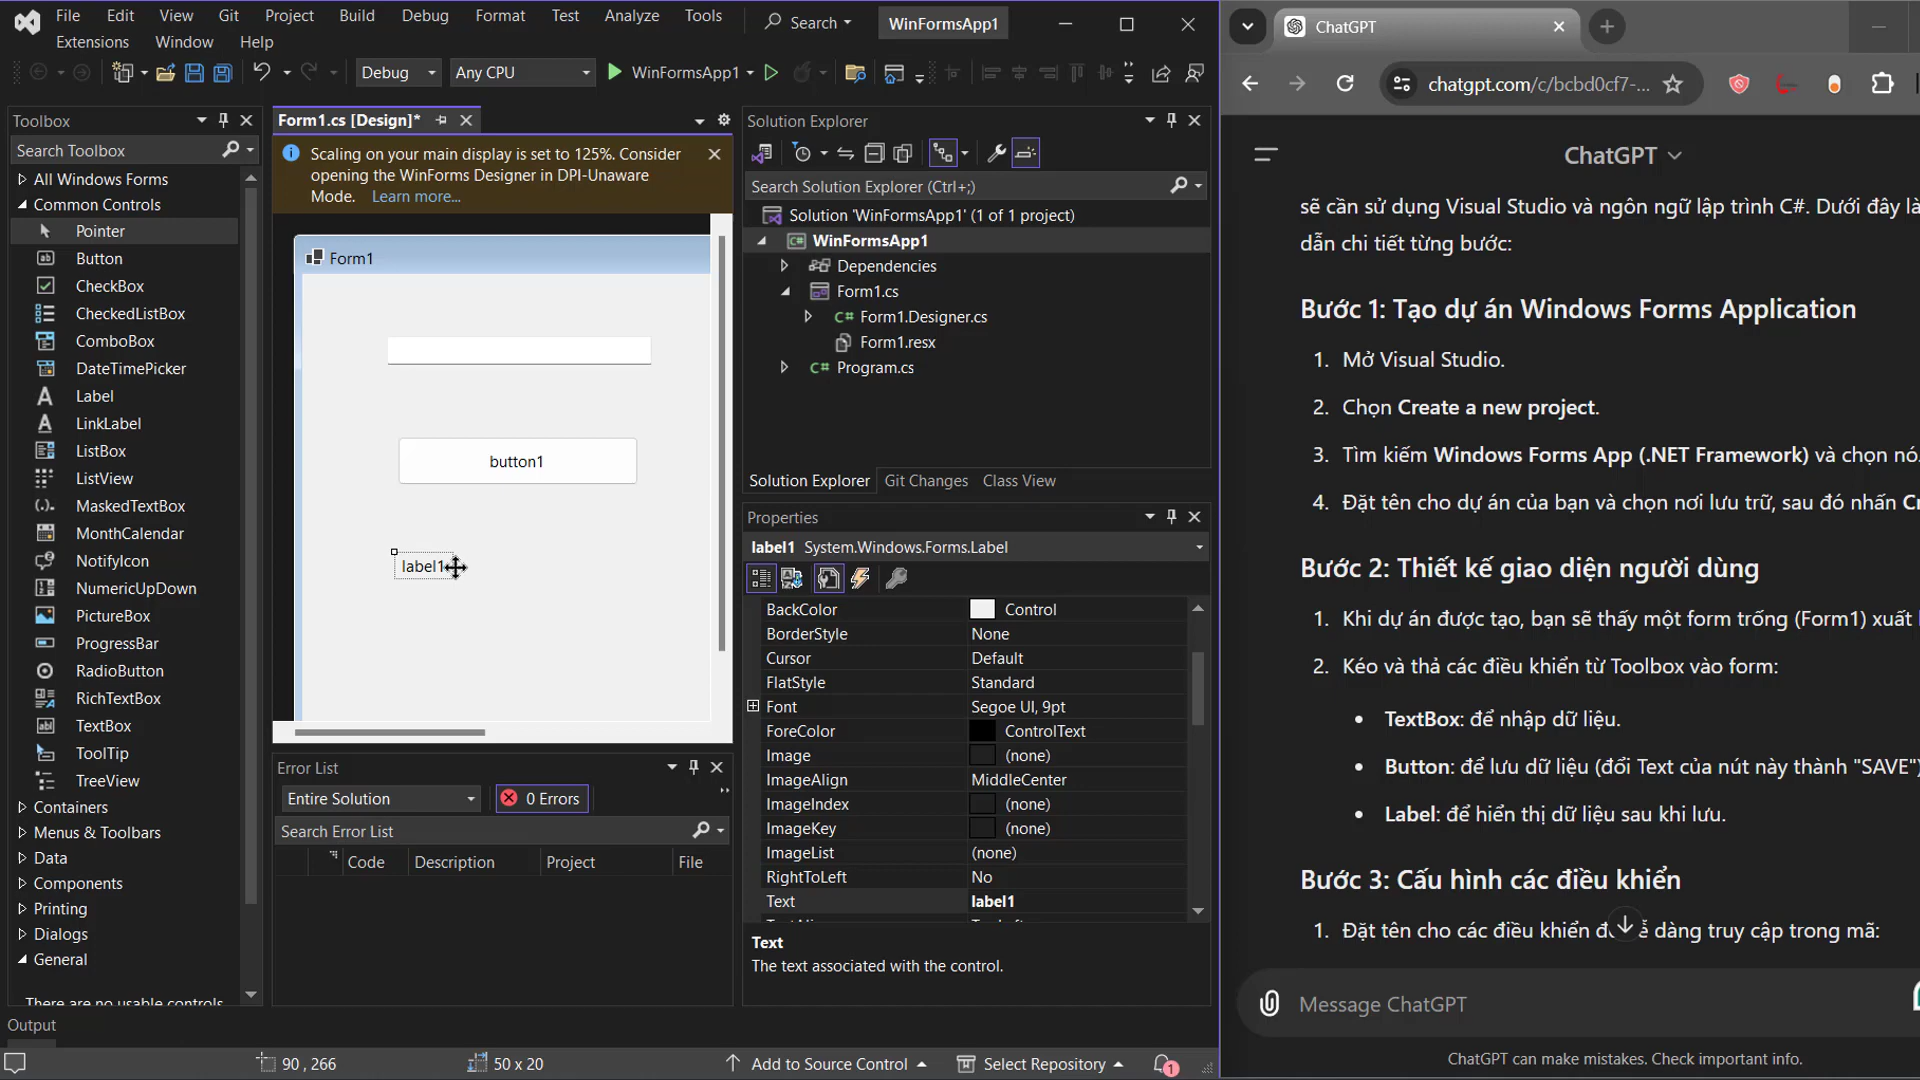 File Edit View Git Project Build Debug Format Test Analyze Tools Search WinFormsApp1
Extensions Window Help
Debug Any CPU WinFormsApp1
Toolbox
Search Toolbox
All Windows Forms
Common Controls
Pointer
Button
CheckBox
CheckedListBox
ComboBox
DateTimePicker
Label
LinkLabel
ListBox
ListView
MaskedTextBox
MonthCalendar
NotifyIcon
NumericUpDown
PictureBox
ProgressBar
RadioButton
RichTextBox
TextBox
ToolTip
TreeView
Containers
Menus & Toolbars
Data
Components
Printing
Dialogs
General
There are no usable controls
Output
Form1.cs [Design]*
Scaling on your main display is set to 125%. Consider
opening the WinForms Designer in DPI-Unaware
Mode. Learn more...
Form1
button1
label1
Error List
Entire Solution 0 Errors
Search Error List
Code Description Project File
Solution Explorer
Search Solution Explorer (Ctrl+;)
Solution 'WinFormsApp1' (1 of 1 project)
WinFormsApp1
Dependencies
Form1.cs
Form1.Designer.cs
Form1.resx
Program.cs
Solution Explorer Git Changes Class View
Properties
label1 System.Windows.Forms.Label
BackColor Control
BorderStyle None
Cursor Default
FlatStyle Standard
Font Segoe UI, 9pt
ForeColor ControlText
Image (none)
ImageAlign MiddleCenter
ImageIndex (none)
ImageKey (none)
ImageList (none)
RightToLeft No
Text label1
Text
The text associated with the control.
90 , 266 50 x 20 Add to Source Control Select Repository 1
ChatGPT
chatgpt.com/c/bcbd0cf7-...
ChatGPT
sẽ cần sử dụng Visual Studio và ngôn ngữ lập trình C#. Dưới đây là
dẫn chi tiết từng bước:
Bước 1: Tạo dự án Windows Forms Application
1. Mở Visual Studio.
2. Chọn Create a new project.
3. Tìm kiếm Windows Forms App (.NET Framework) và chọn nó.
4. Đặt tên cho dự án của bạn và chọn nơi lưu trữ, sau đó nhấn
Bước 2: Thiết kế giao diện người dùng
1. Khi dự án được tạo, bạn sẽ thấy một form trống (Form1) xuất
2. Kéo và thả các điều khiển từ Toolbox vào form:
• TextBox: để nhập dữ liệu.
• Button: để lưu dữ liệu (đổi Text của nút này thành "SAVE")
• Label: để hiển thị dữ liệu sau khi lưu.
Bước 3: Cấu hình các điều khiển
1. Đặt tên cho các điều khiển dàng truy cập trong mã:
Message ChatGPT
ChatGPT can make mistakes. Check important info.